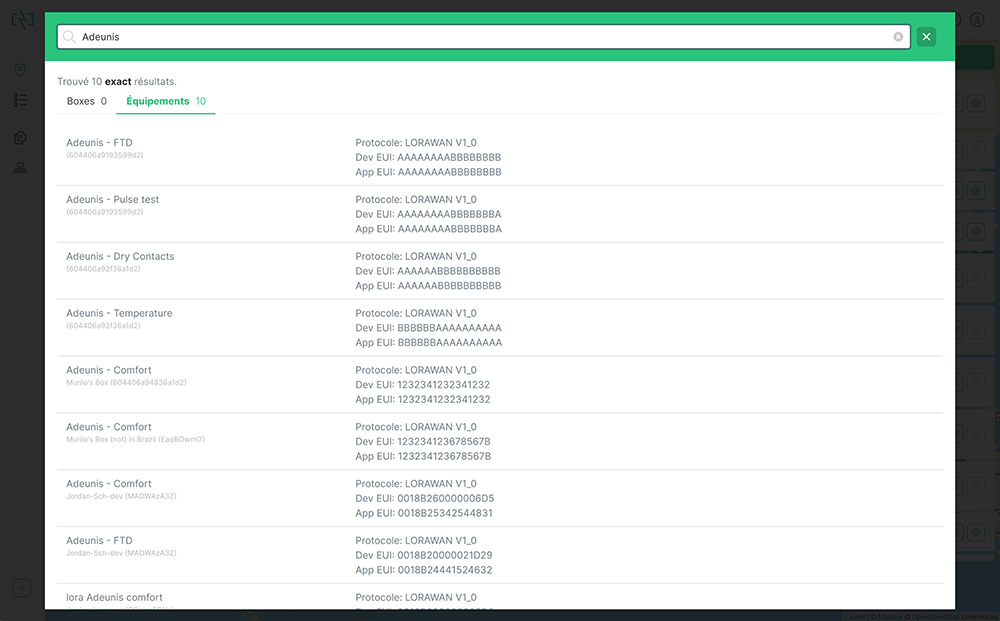 Adeunis
Trouvé 10 exact résultats.
Boxes 0 Équipements 10
Adeunis - FTD
(604406a9193599d2)
Protocole: LORAWAN V1_0
Dev EUI: AAAAAAAABBBBBBBB
App EUI: AAAAAAAABBBBBBBB
Adeunis - Pulse test
(604406a9193599d2)
Protocole: LORAWAN V1_0
Dev EUI: AAAAAAAABBBBBBBA
App EUI: AAAAAAAABBBBBBBA
Adeunis - Dry Contacts
(604406a92f36a1d2)
Protocole: LORAWAN V1_0
Dev EUI: AAAAAABBBBBBBBBB
App EUI: AAAAAABBBBBBBBBB
Adeunis - Temperature
(604406a92f36a1d2)
Protocole: LORAWAN V1_0
Dev EUI: BBBBBBAAAAAAAAAA
App EUI: BBBBBBAAAAAAAAAA
Adeunis - Comfort
Murilo's Box (604406a94836a1d2)
Protocole: LORAWAN V1_0
Dev EUI: 1232341232341232
App EUI: 1232341232341232
Adeunis - Comfort
Murilo's Box (not) in Brazil (EaqBOwmi7)
Protocole: LORAWAN V1_0
Dev EUI: 123234123678567B
App EUI: 123234123678567B
Adeunis - Comfort
Jordan-Sch-dev (MADWAzA3Z)
Protocole: LORAWAN V1_0
Dev EUI: 0018B260000006D5
App EUI: 0018B25342544831
Adeunis - FTD
Jordan-Sch-dev (MADWAzA3Z)
Protocole: LORAWAN V1_0
Dev EUI: 0018B20000021D29
App EUI: 0018B24441524632
lora Adeunis comfort
Protocole: LORAWAN V1_0